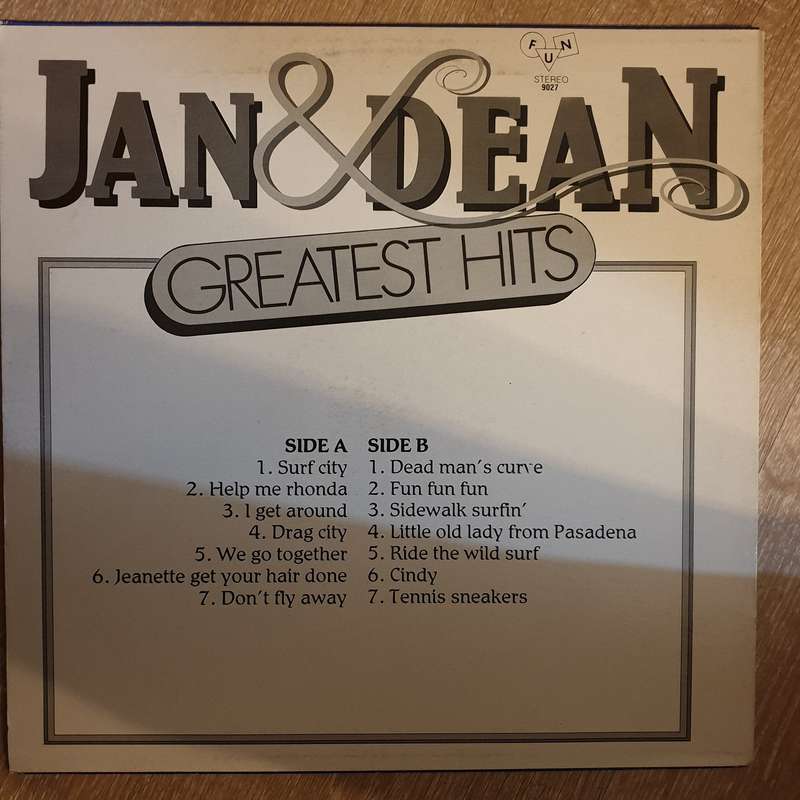 JAN & DEAN
FUN
STEREO
9027
GREATEST HITS
SIDE A
1. Surf city
2. Help me rhonda
3. I get around
4. Drag city
5. We go together
6. Jeanette get your hair done
7. Don't fly away
SIDE B
1. Dead man's curve
2. Fun fun fun
3. Sidewalk surfin'
4. Little old lady from Pasadena
5. Ride the wild surf
6. Cindy
7. Tennis sneakers